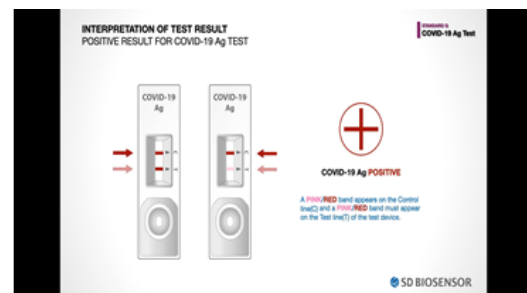 INTERPRETATION OF TEST RESULT
POSITIVE RESULT FOR COVID-19 Ag TEST
STANDARD Q
COVID-19 Ag Test
COVID-19
Ag
C
T
COVID-19
Ag
C
T
COVID-19 Ag POSITIVE
A PINK/RED band appears on the Control
line(C) and a PINK/RED band must appear
on the Test line(T) of the test device.
SD BIOSENSOR